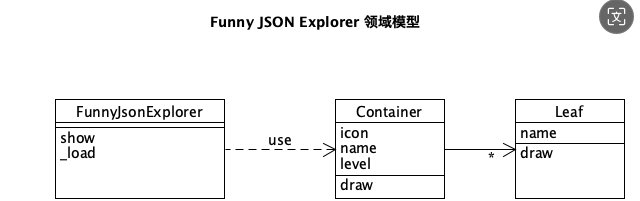 Funny JSON Explorer 领域模型
FunnyJsonExplorer
show
_load
use
Container
icon
name
level
draw
*
Leaf
name
draw
文